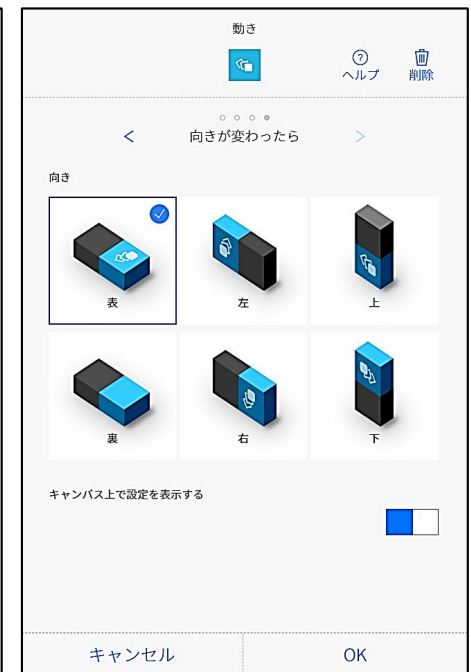 動き
ヘルプ
削除
向きが変わったら
向き
表
左
上
裏
右
下
キャンバス上で設定を表示する
キャンセル
OK